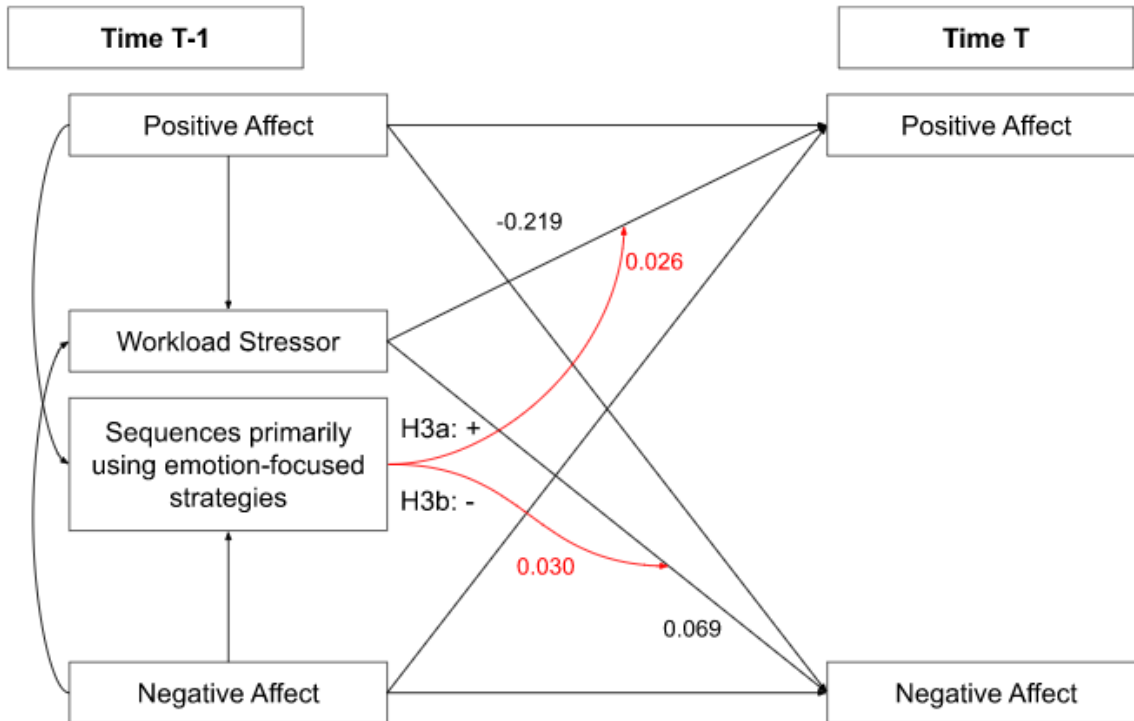 Time T-1
Time T
Positive Affect
Positive Affect
-0.219
0.026
Workload Stressor
Sequences primarily
using emotion-focused
strategies
H3a: +
H3b: -
0.030
0.069
Negative Affect
Negative Affect